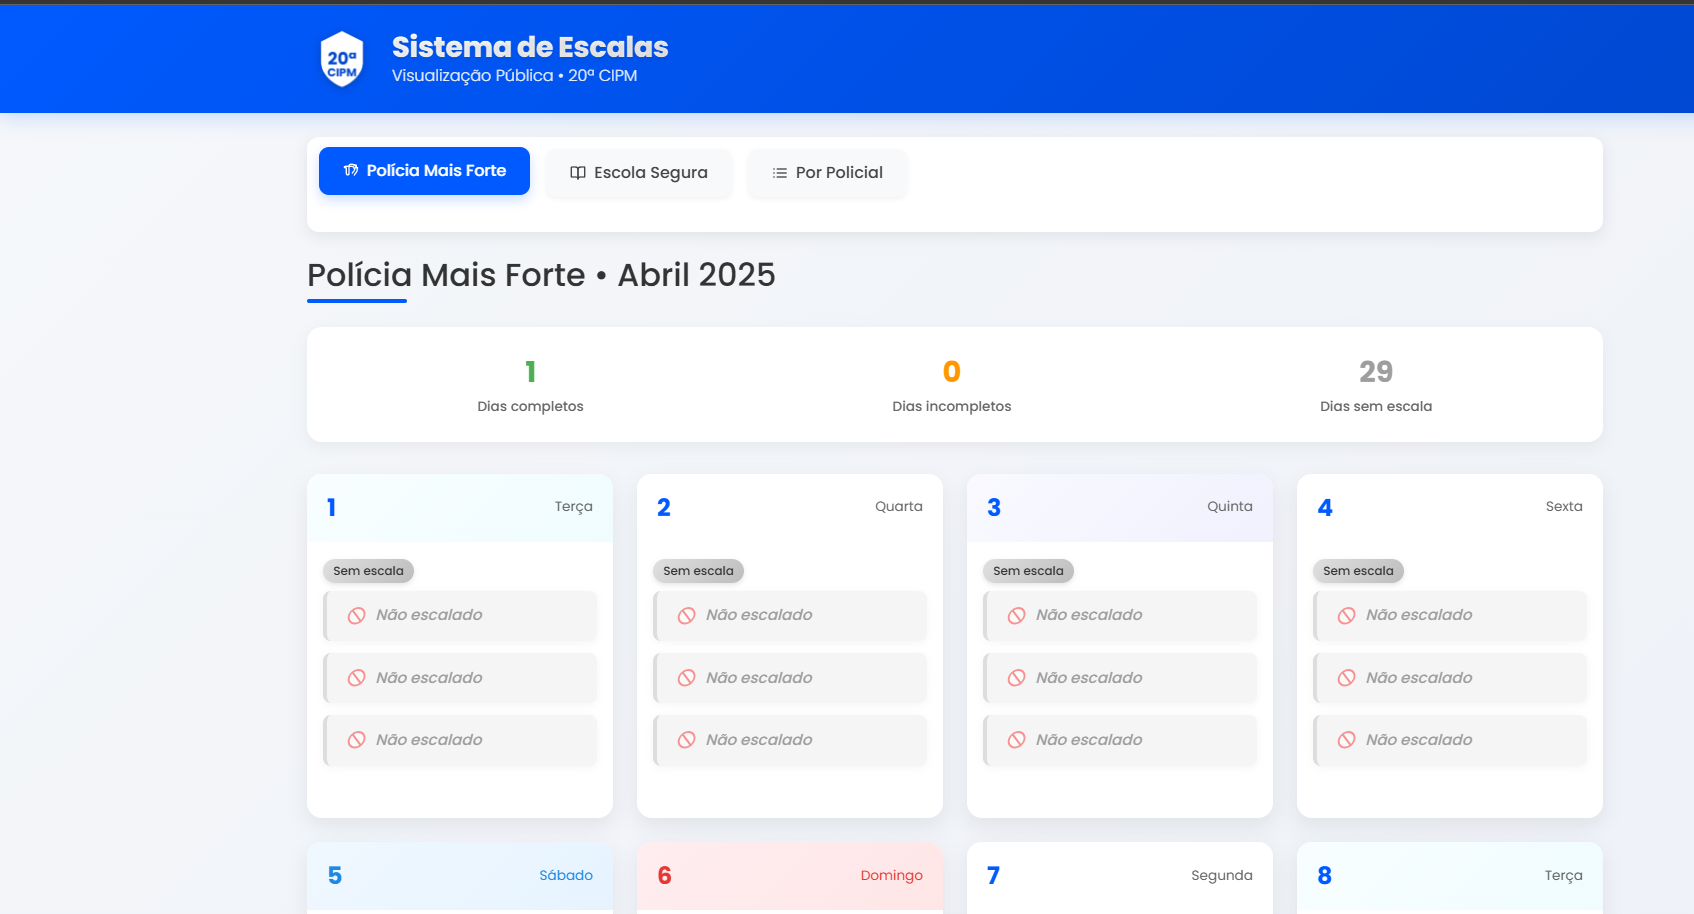 20ª
CIPM
Sistema de Escalas
Visualização Pública • 20ª CIPM
Polícia Mais Forte
Escola Segura
Por Policial
Polícia Mais Forte • Abril 2025
1
Dias completos
0
Dias incompletos
29
Dias sem escala
1 Terça
Sem escala
Não escalado
Não escalado
Não escalado
2 Quarta
Sem escala
Não escalado
Não escalado
Não escalado
3 Quinta
Sem escala
Não escalado
Não escalado
Não escalado
4 Sexta
Sem escala
Não escalado
Não escalado
Não escalado
5 Sábado
6 Domingo
7 Segunda
8 Terça